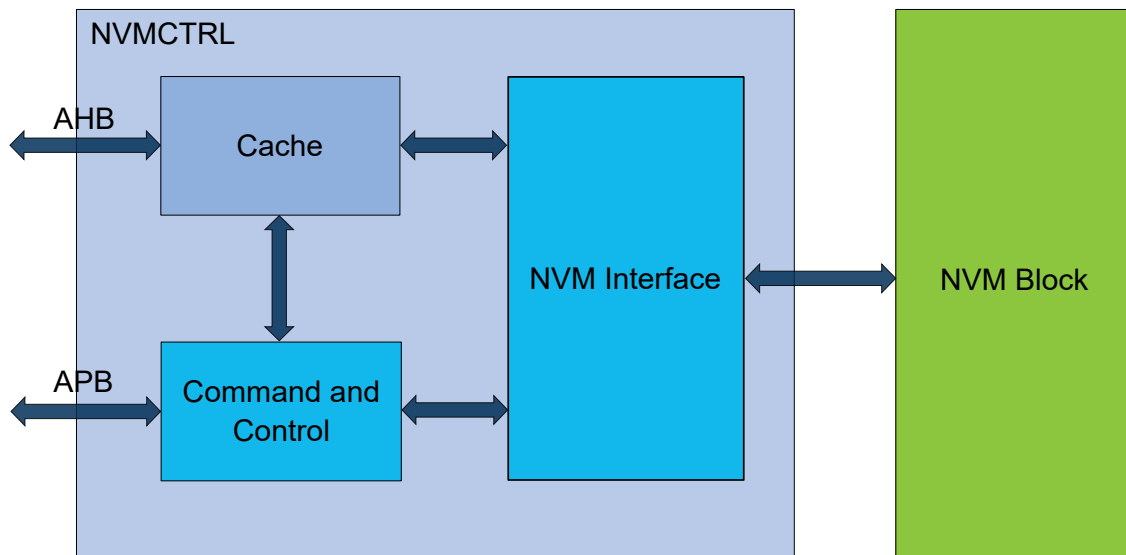 NVMCTRL
AHB
Cache
NVM Interface
NVM Block
APB
Command and
Control